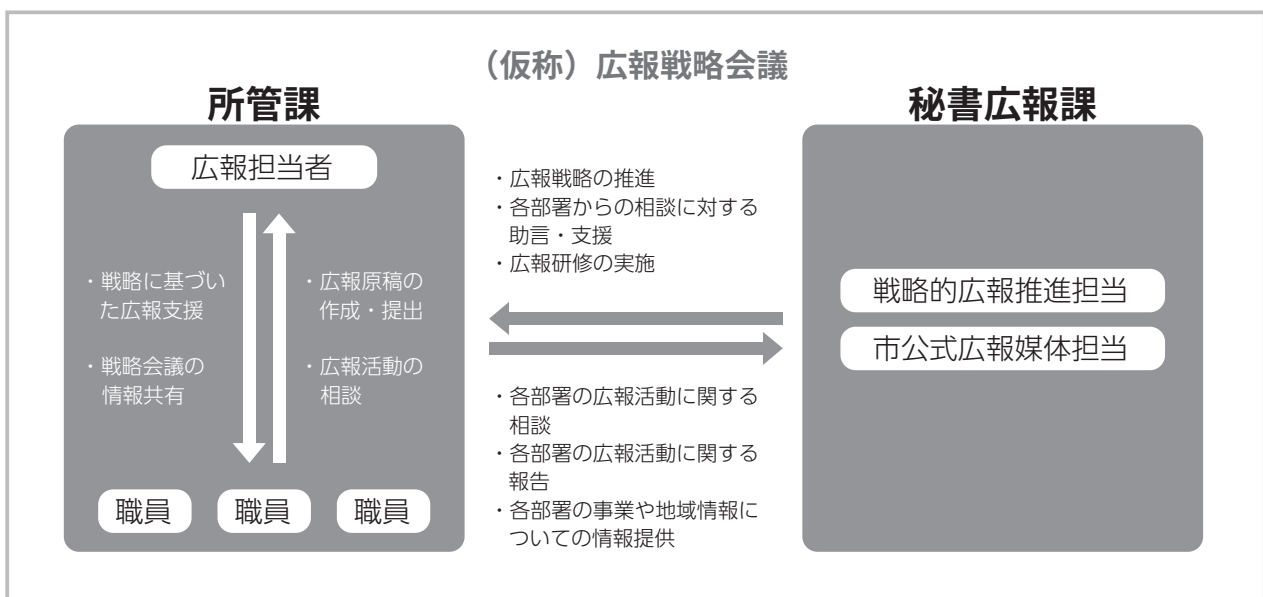 （仮称）広報戦略会議
所管課
広報担当者
・戦略に基づい
た広報支援
・戦略会議の
情報共有
・広報原稿の
作成・提出
・広報活動の
相談
職員
職員
職員
・広報戦略の推進
・各部署からの相談に対する
助言・支援
・広報研修の実施
・各部署の広報活動に関する
相談
・各部署の広報活動に関する
報告
・各部署の事業や地域情報に
ついての情報提供
秘書広報課
戦略的広報推進担当
市公式広報媒体担当